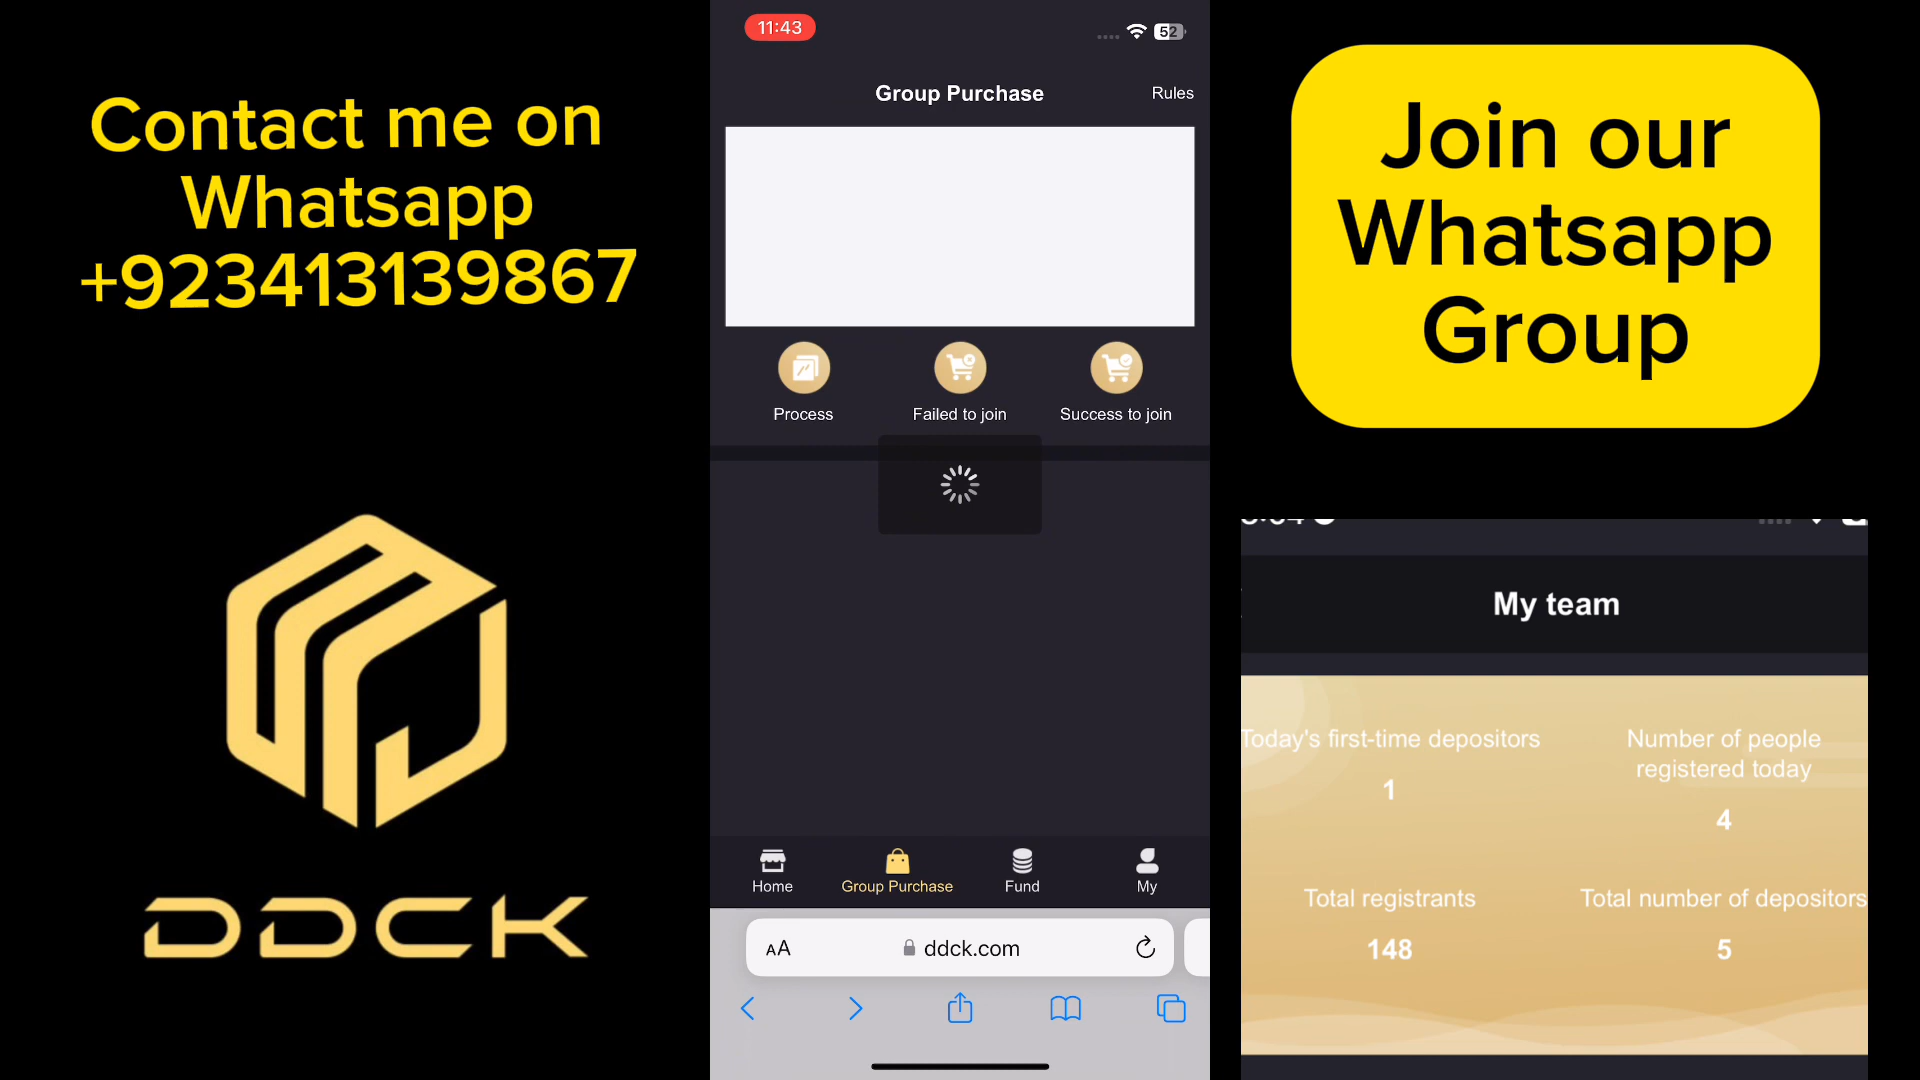 Contact me on
Whatsapp
+923413139867
DDCK
11:43
52
Group Purchase
Rules
Process
Failed to join
Success to join
Home
Group Purchase
Fund
My
AA
ddck.com
Join our
Whatsapp
Group
My team
Today's first-time depositors
1
Number of people
registered today
4
Total registrants
148
Total number of depositors
5